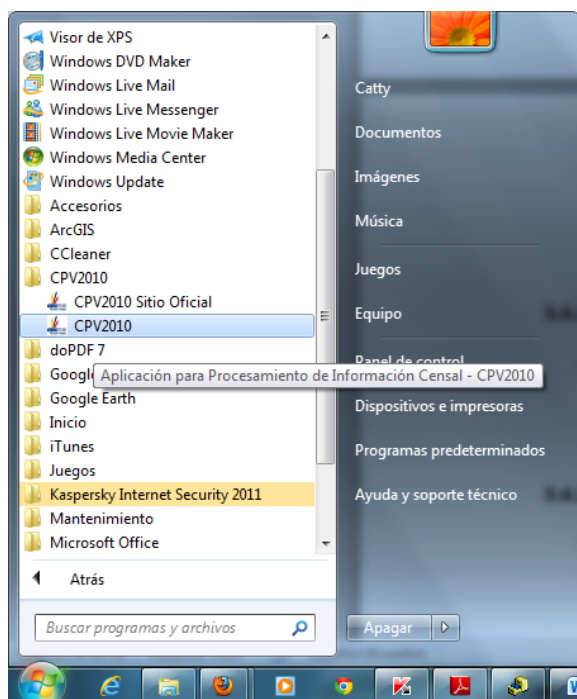 Visor de XPS
Windows DVD Maker
Windows Live Mail
Windows Live Messenger
Windows Live Movie Maker
Windows Media Center
Windows Update
Accesorios
ArcGIS
CCleaner
CPV2010
CPV2010 Sitio Oficial
CPV2010
doPDF 7
Googl
Aplicación para Procesamiento de Información Censal - CPV2010
Google Earth
Inicio
iTunes
Juegos
Kaspersky Internet Security 2011
Mantenimiento
Microsoft Office
Atrás
Buscar programas y archivos
Catty
Documentos
Imágenes
Música
Juegos
Equipo
Panel de control
Dispositivos e impresoras
Programas predeterminados
Ayuda y soporte técnico
Apagar